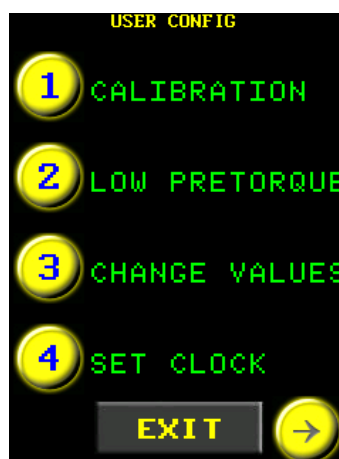 USER CONFIG
1 CALIBRATION
2 LOW PRETORQUE
3 CHANGE VALUES
4 SET CLOCK
EXIT →